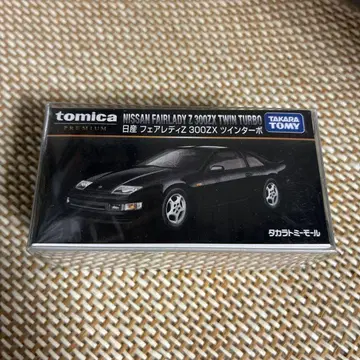 tomica
PREMIUM
NISSAN FAIRLADY Z 300ZX TWIN TURBO
日産 フェアレディZ 300ZX ツインターボ
TAKARA
TOMY
タカラトミーモール